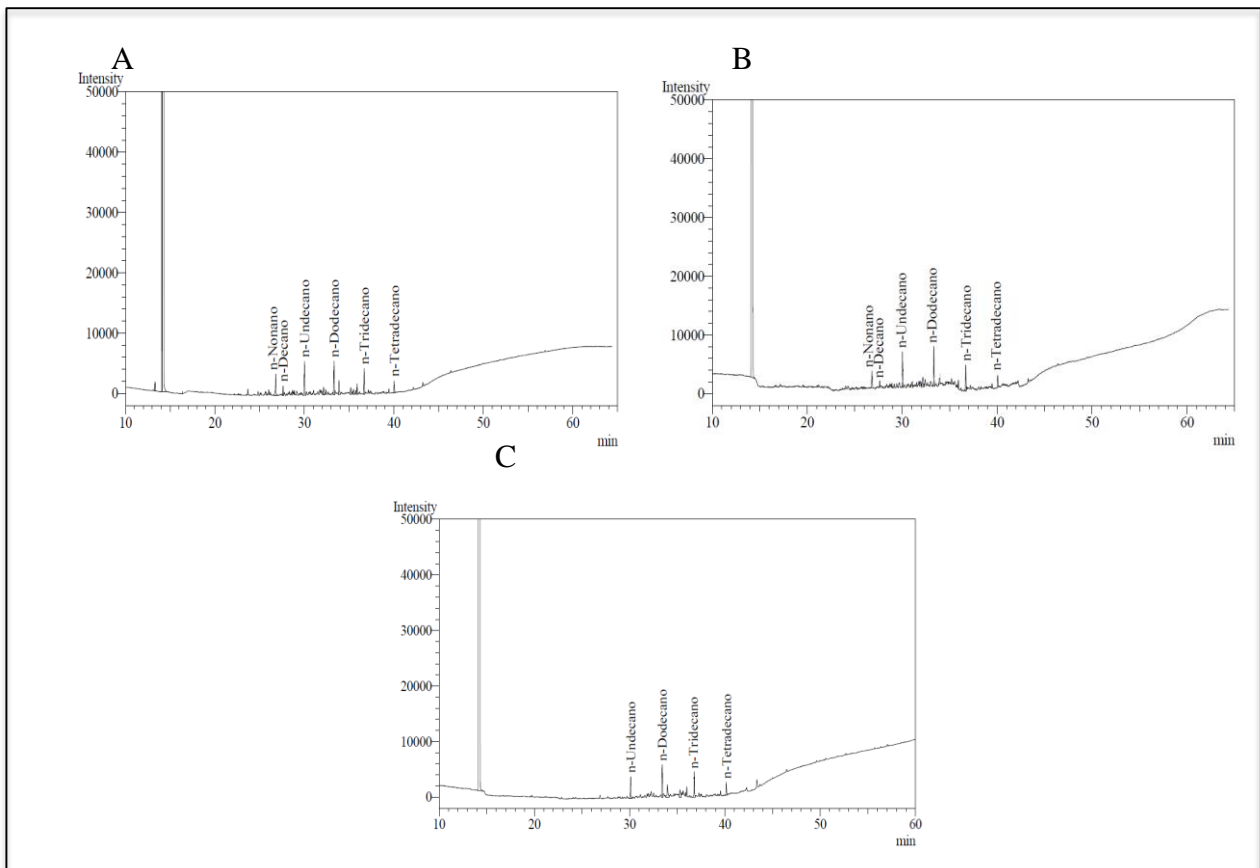 A
Intensity
50000
40000
30000
20000
10000
0
n-Nonano
n-Decano
n-Undecano
n-Dodecano
n-Tridecano
n-Tetradecano
10 20 30 40 50 60
min
B
Intensity
50000
40000
30000
20000
10000
0
n-Nonano
n-Decano
n-Undecano
n-Dodecano
n-Tridecano
n-Tetradecano
10 20 30 40 50 60
min
C
Intensity
50000
40000
30000
20000
10000
0
n-Undecano
n-Dodecano
n-Tridecano
n-Tetradecano
10 20 30 40 50 60
min